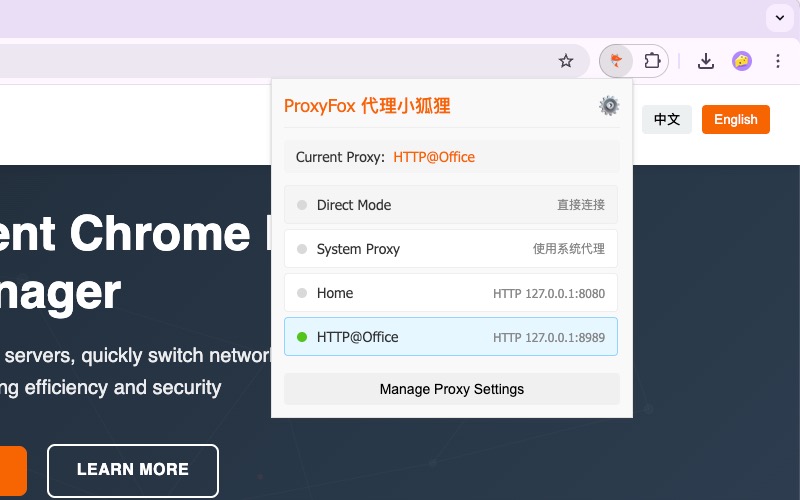 ProxyFox 代理小狐狸
中文
English
Current Proxy: HTTP@Office
Direct Mode 直接连接
System Proxy 使用系统代理
Home HTTP 127.0.0.1:8080
HTTP@Office HTTP 127.0.0.1:8989
Manage Proxy Settings
ent Chrome
nager
servers, quickly switch network
ng efficiency and security
LEARN MORE